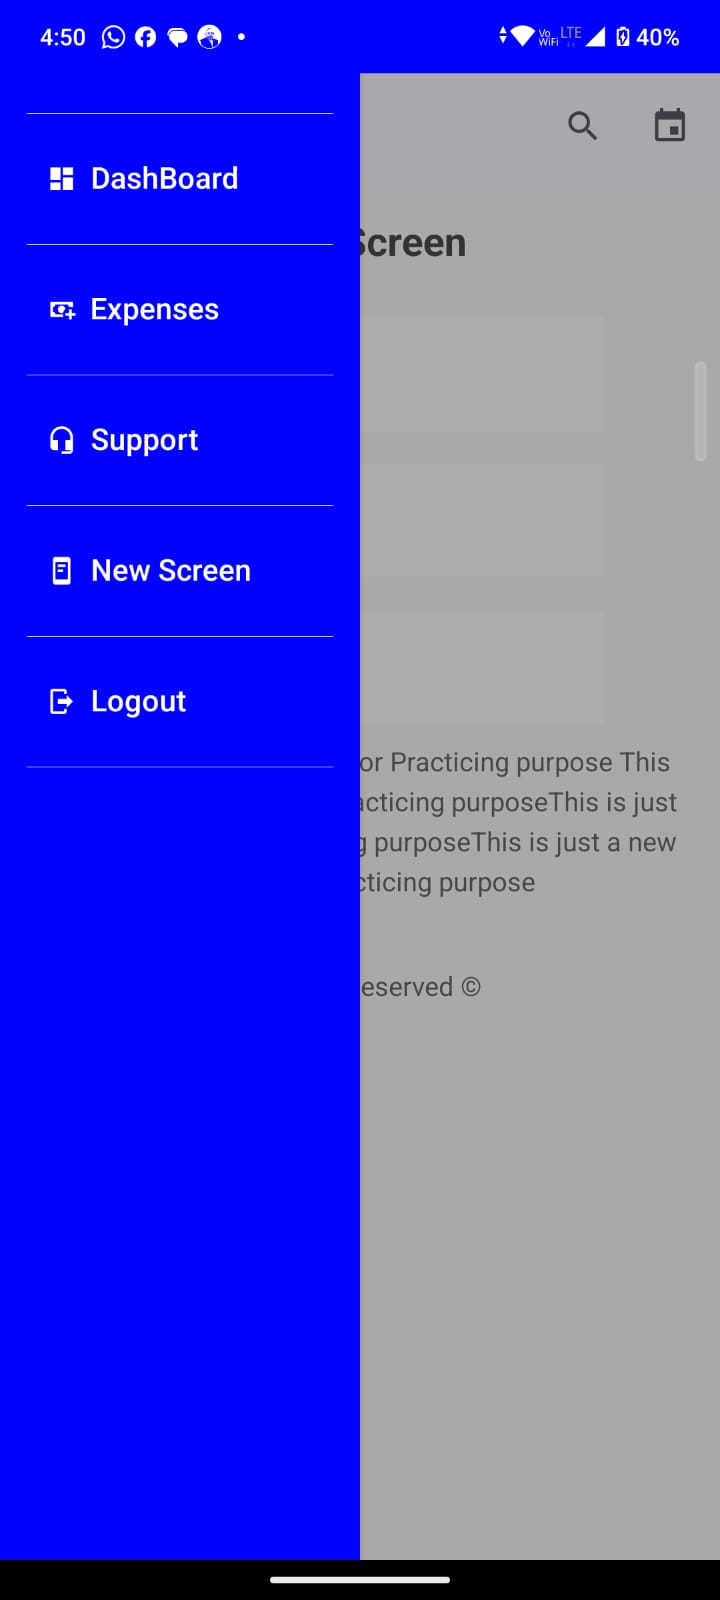 4:50
Vo WiFi LTE 40%
DashBoard
Screen
Expenses
Support
New Screen
Logout
or Practicing purpose This
acticing purposeThis is just
g purposeThis is just a new
cticing purpose
eserved ©